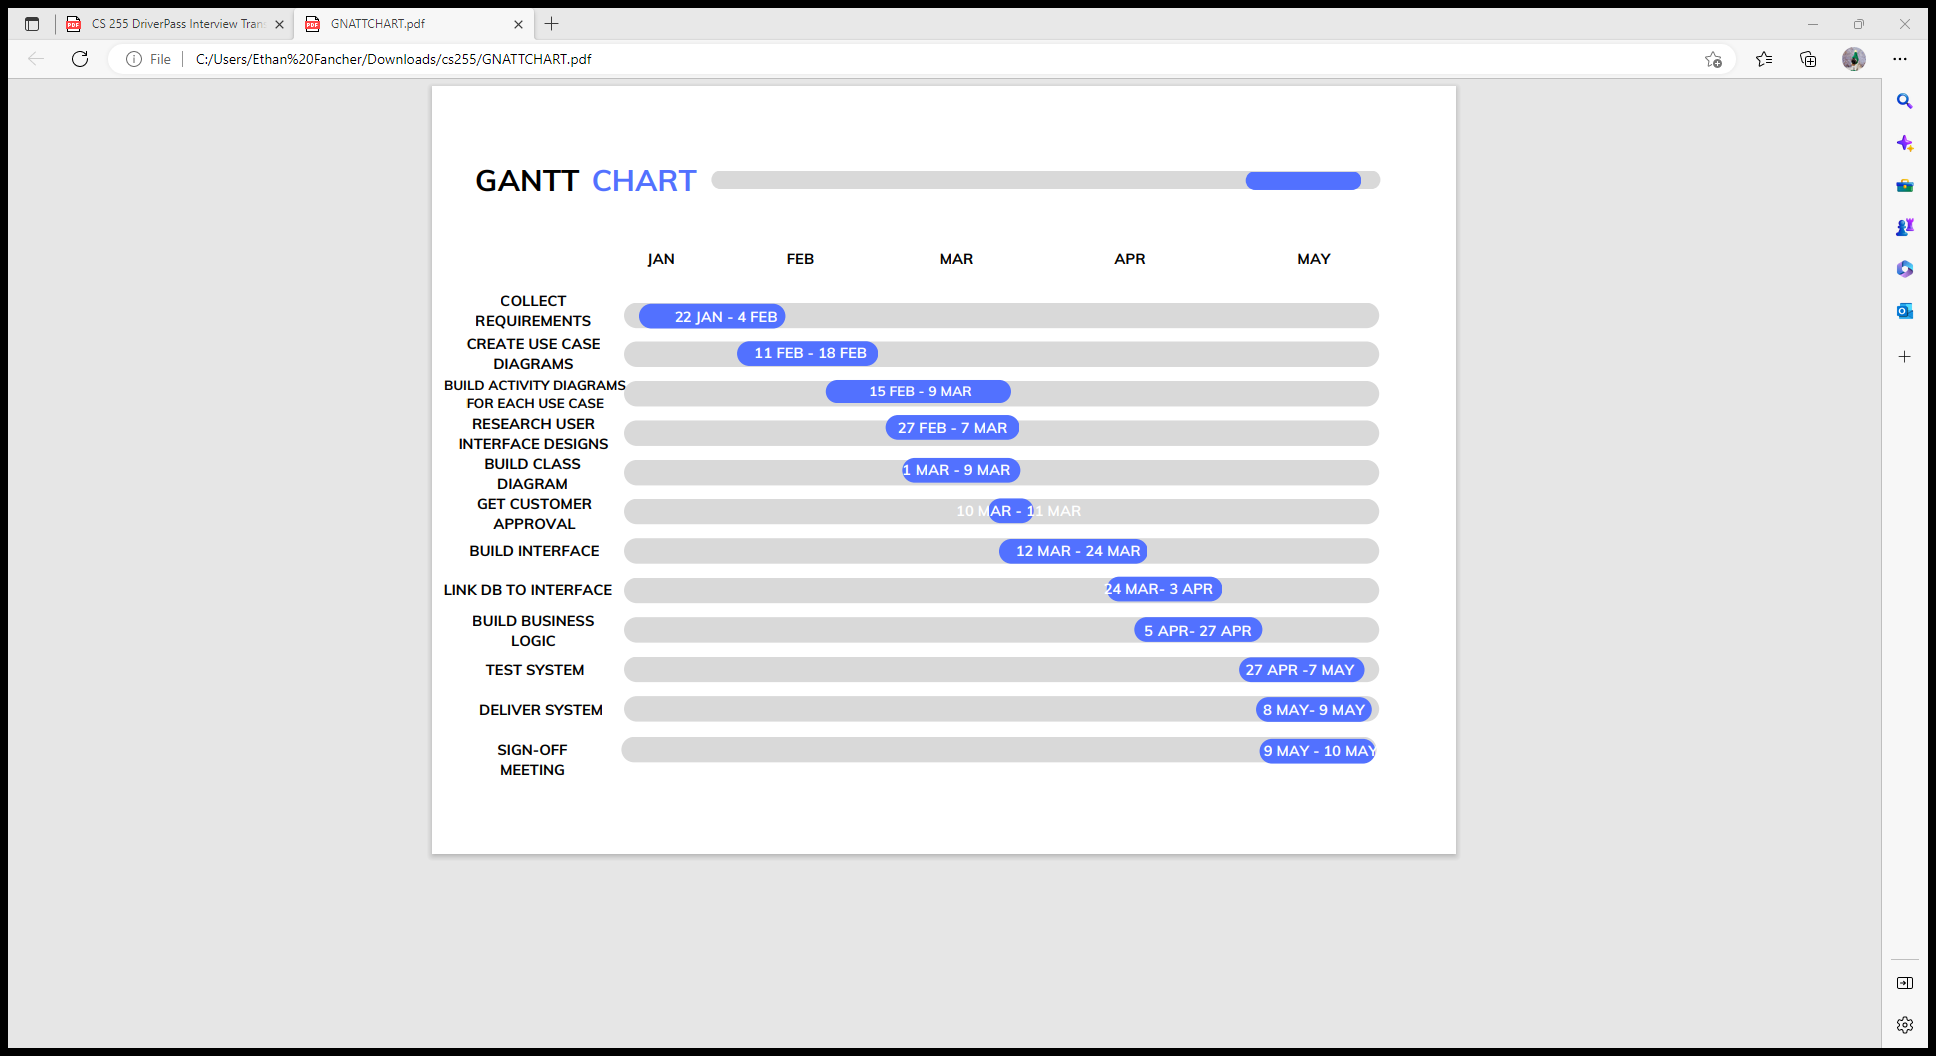 CS 255 DriverPass Interview Tran
GNATTCHART.pdf
File
C:/Users/Ethan%20Fancher/Downloads/cs255/GNATTCHART.pdf
GANTT CHART
JAN FEB MAR APR MAY
COLLECT
REQUIREMENTS
22 JAN - 4 FEB
CREATE USE CASE
DIAGRAMS
11 FEB - 18 FEB
BUILD ACTIVITY DIAGRAMS
FOR EACH USE CASE
15 FEB - 9 MAR
RESEARCH USER
INTERFACE DESIGNS
27 FEB - 7 MAR
BUILD CLASS
DIAGRAM
1 MAR - 9 MAR
GET CUSTOMER
APPROVAL
10 MAR - 11 MAR
BUILD INTERFACE
12 MAR - 24 MAR
LINK DB TO INTERFACE
24 MAR- 3 APR
BUILD BUSINESS
LOGIC
5 APR- 27 APR
TEST SYSTEM
27 APR -7 MAY
DELIVER SYSTEM
8 MAY- 9 MAY
SIGN-OFF
MEETING
9 MAY - 10 MAY